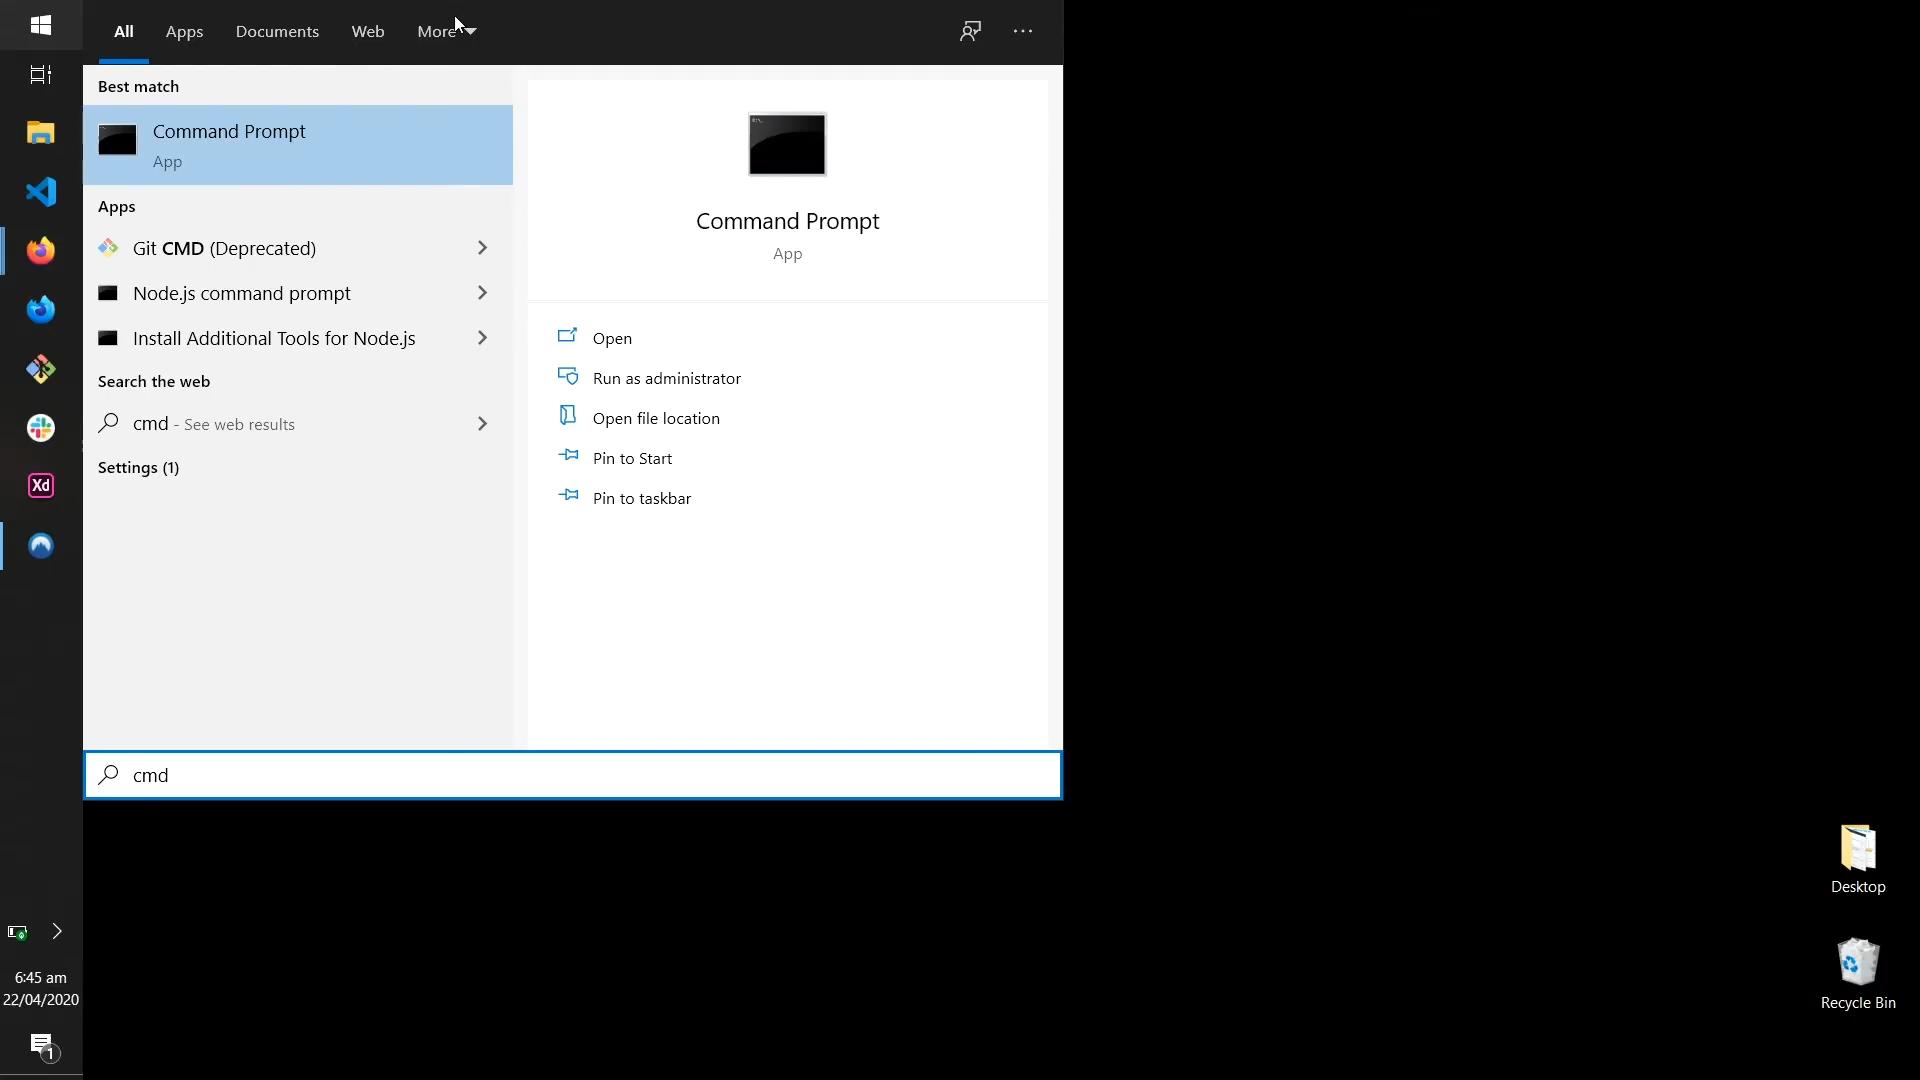 All Apps Documents Web More
Best match
Command Prompt
App
Apps
Git CMD (Deprecated)
Node.js command prompt
Install Additional Tools for Node.js
Search the web
cmd - See web results
Settings (1)
Command Prompt
App
Open
Run as administrator
Open file location
Pin to Start
Pin to taskbar
cmd
Xd
6:45 am
22/04/2020
1
Desktop
Recycle Bin